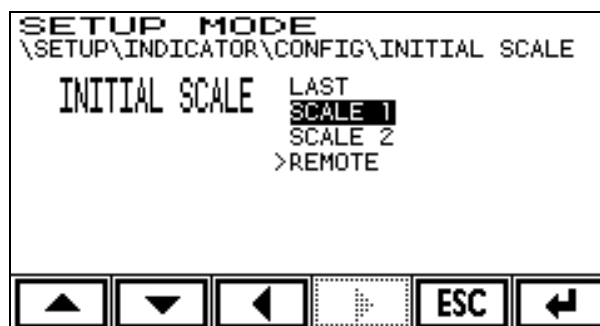 SETUP MODE
\SETUP\INDICATOR\CONFIG\INITIAL SCALE
INITIAL SCALE
LAST
SCALE 1
SCALE 2
>REMOTE
ESC